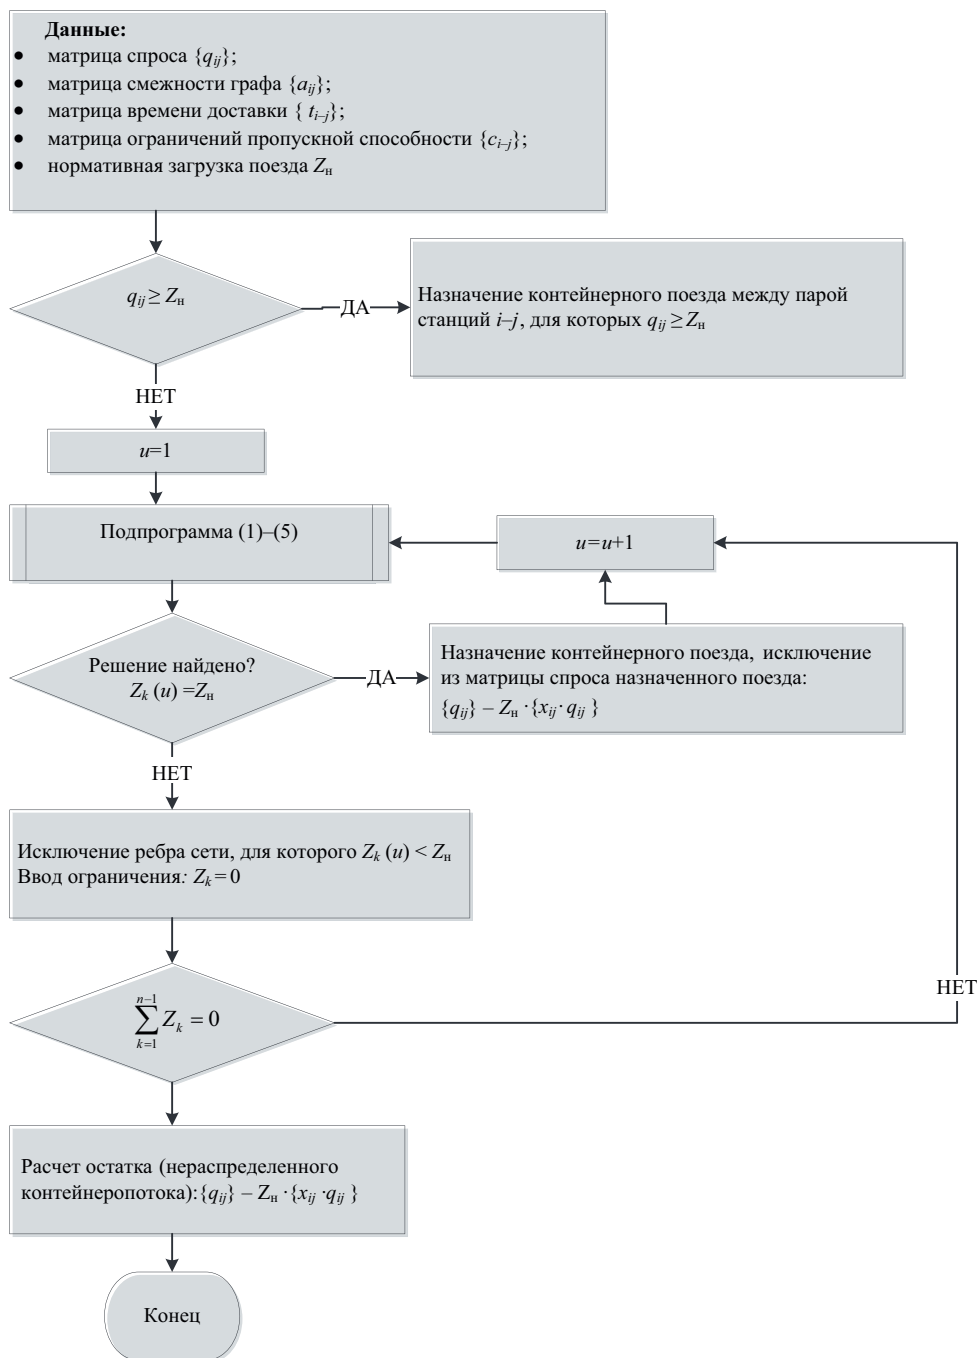 Данные:
● матрица спроса {qij};
● матрица смежности графа {aij};
● матрица времени доставки { ti–j};
● матрица ограничений пропускной способности {ci–j};
● нормативная загрузка поезда Zн
qij ≥ Zн
ДА
Назначение контейнерного поезда между парой
станций i–j, для которых qij ≥ Zн
НЕТ
u=1
Подпрограмма (1)–(5)
u=u+1
Решение найдено?
Zk (u) =Zн
ДА
Назначение контейнерного поезда, исключение
из матрицы спроса назначенного поезда:
{qij} – Zн ·{xij· qij }
НЕТ
Исключение ребра сети, для которого Zk (u) < Zн
Ввод ограничения: Zk = 0
НЕТ
n−1
∑ Zk = 0
k=1
Расчет остатка (нераспределенного
контейнеропотока):{qij} – Zн ·{xij ·qij }
Конец